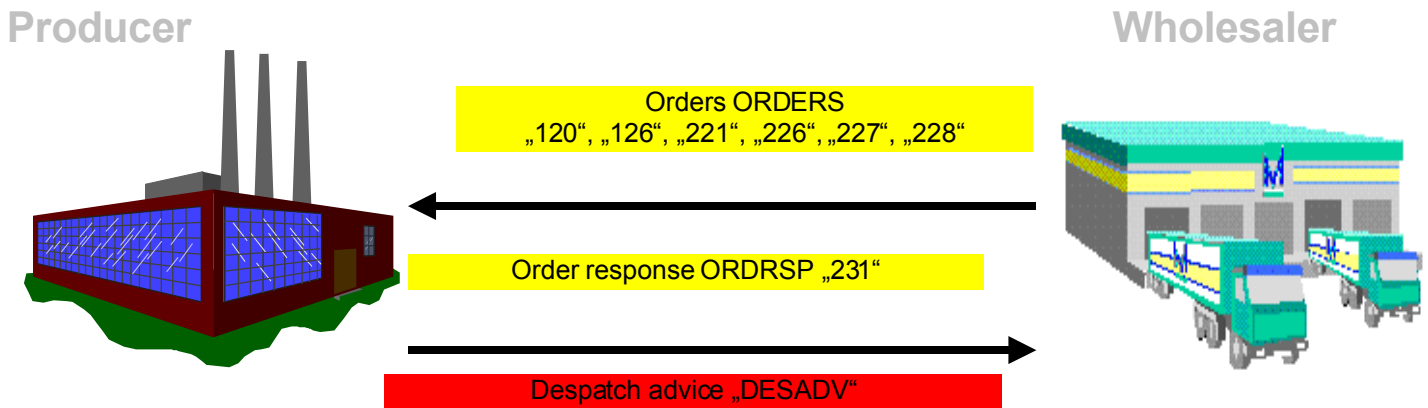 Producer
Wholesaler
Orders ORDERS
„120“, „126“, „221“, „226“, „227“, „228“
Order response ORDRSP „231“
Despatch advice „DESADV“